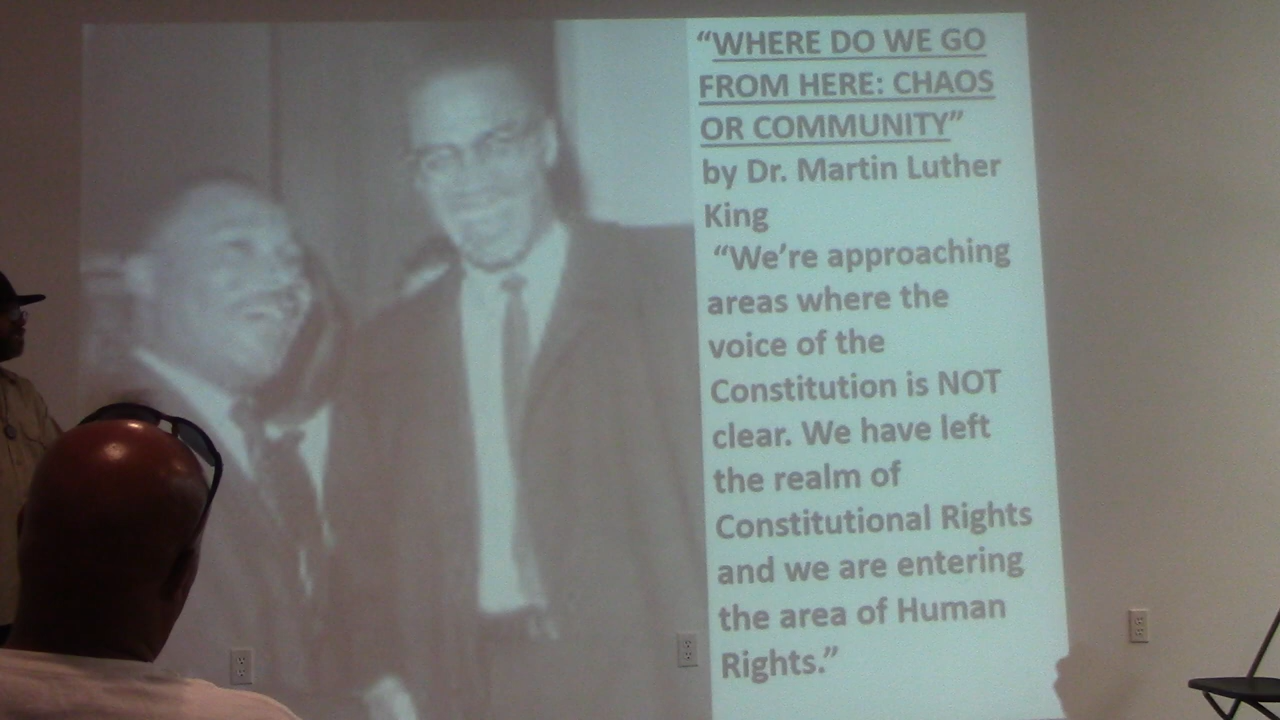 “WHERE DO WE GO
FROM HERE: CHAOS
OR COMMUNITY”
by Dr. Martin Luther
King
“We’re approaching
areas where the
voice of the
Constitution is NOT
clear. We have left
the realm of
Constitutional Rights
and we are entering
the area of Human
Rights.”